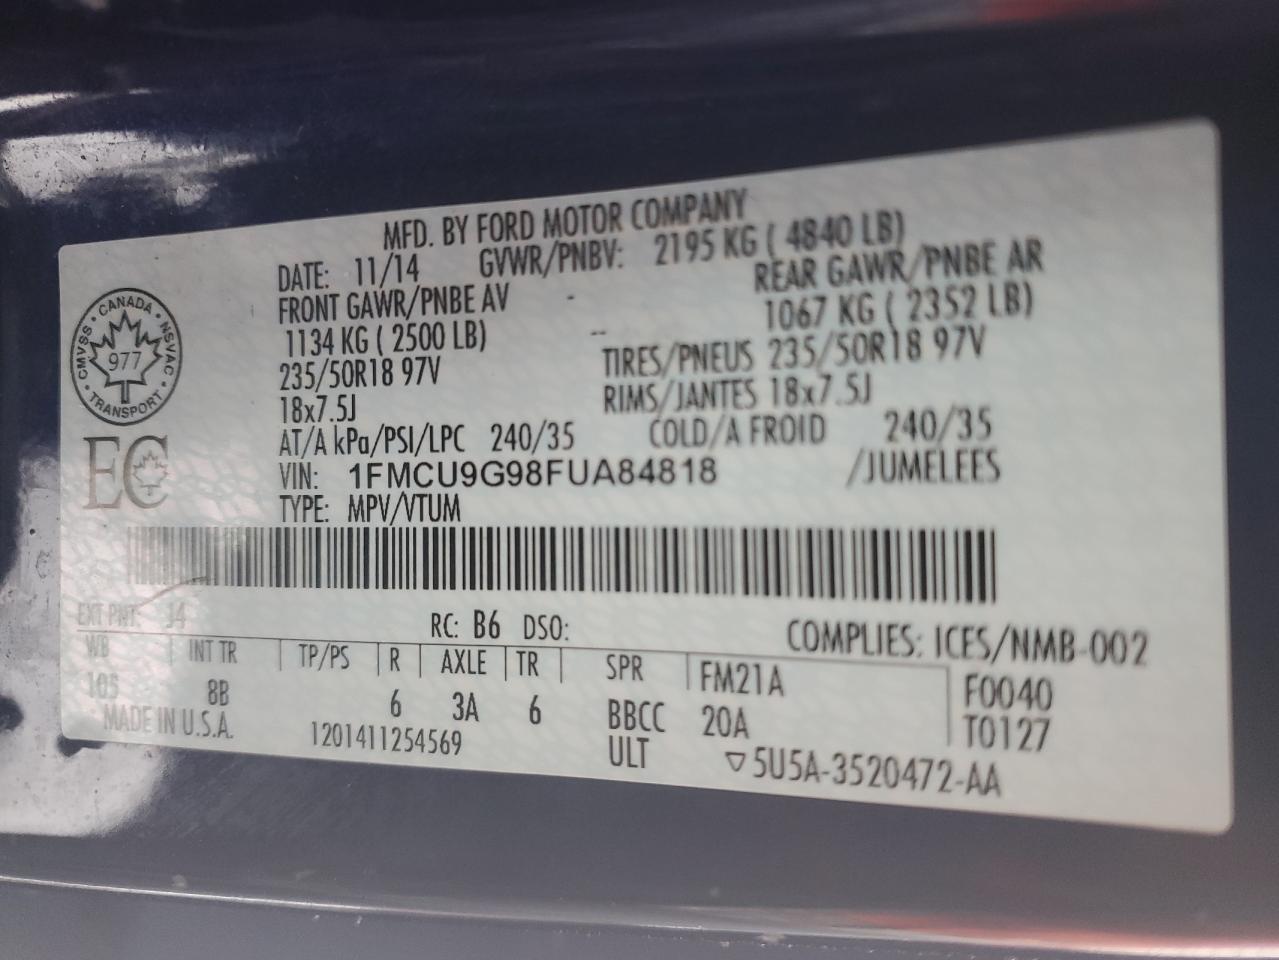 MFD. BY FORD MOTOR COMPANY
DATE: 11/14 GVWR/PNBV: 2195 KG ( 4840 LB)
FRONT GAWR/PNBE AV REAR GAWR/PNBE AR
1134 KG ( 2500 LB) 1067 KG ( 2352 LB)
235/50R18 97V TIRES/PNEUS 235/50R18 97V
18x7.5J RIMS/JANTES 18x7.5J
AT/A kPa/PSI/LPC 240/35 COLD/A FROID 240/35
VIN: 1FMCU9G98FUA84818 /JUMELEES
TYPE: MPV/VTUM
CANADA
CMVSS NSVAC
977
TRANSPORT
EC
EXT PNT: J4 RC: B6 DSO: COMPLIES: ICES/NMB-002
WB INT TR TP/PS R AXLE TR SPR FM21A F0040
105 8B 6 3A 6 BBCC 20A T0127
MADE IN U.S.A. 1201411254569 ULT ▽5U5A-3520472-AA